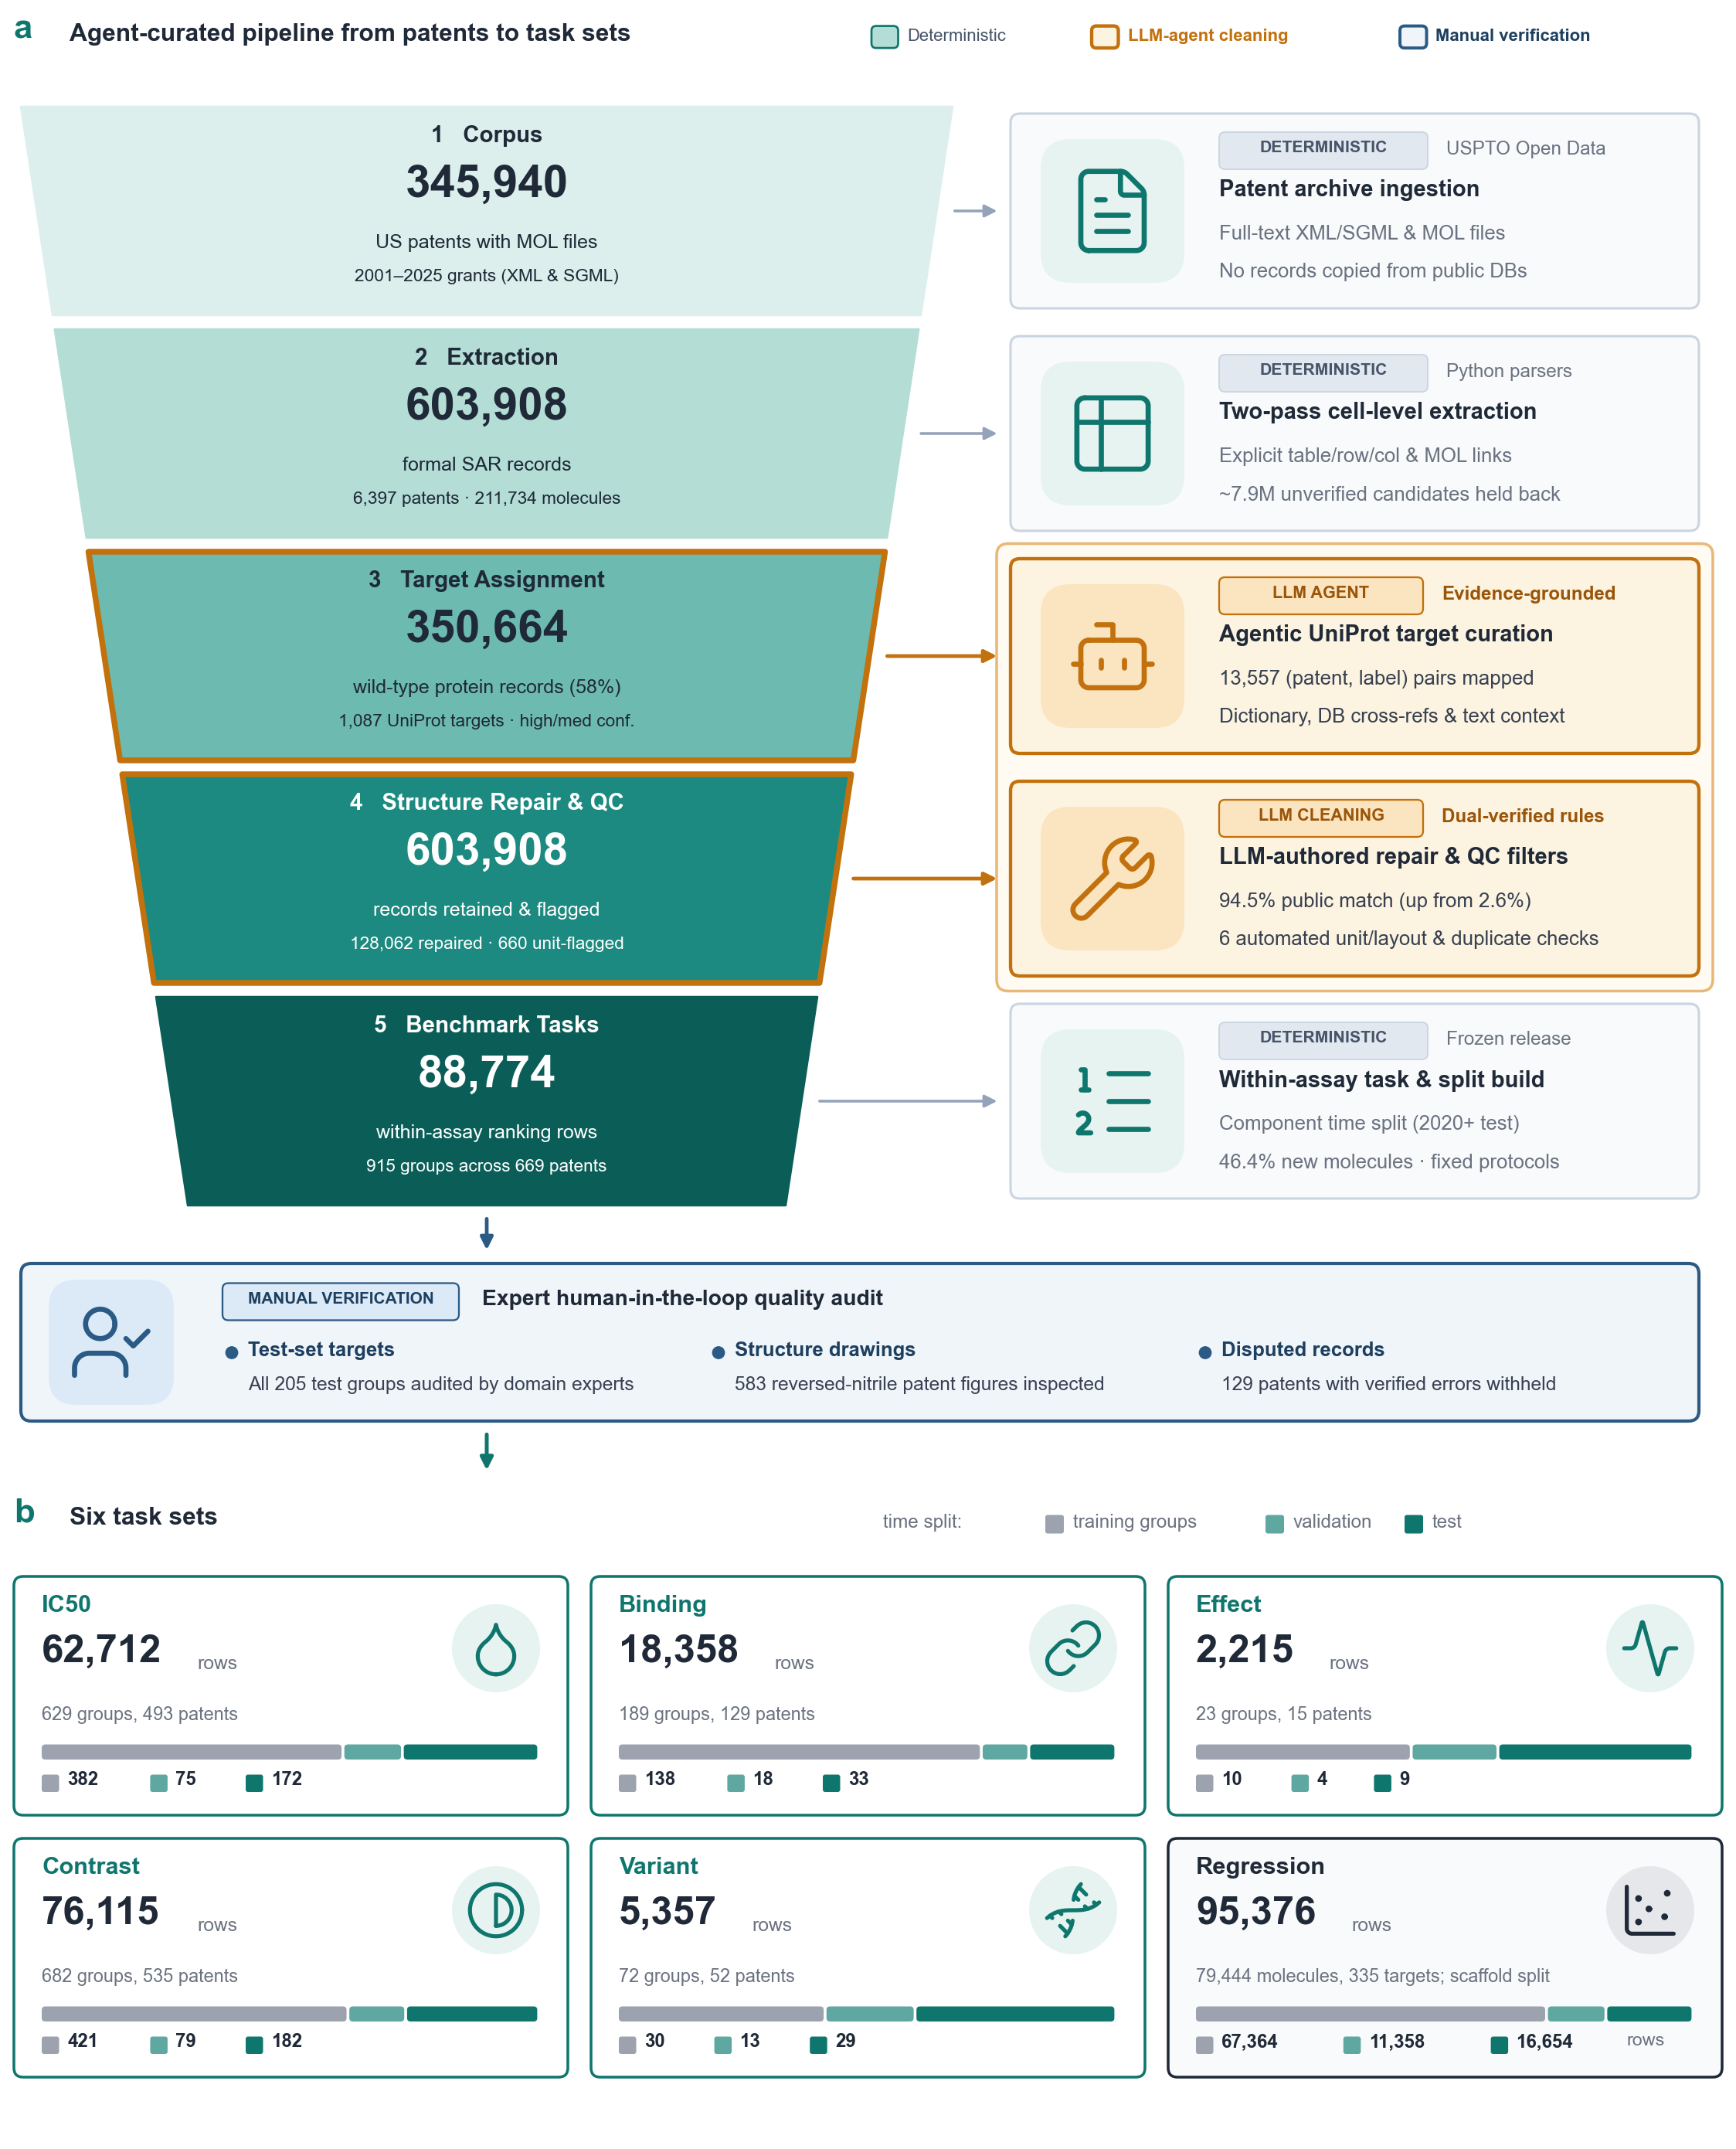 a
Agent-curated pipeline from patents to task sets
Deterministic
LLM-agent cleaning
Manual verification
1 Corpus
345,940
US patents with MOL files
2001–2025 grants (XML & SGML)
DETERMINISTIC
USPTO Open Data
Patent archive ingestion
Full-text XML/SGML & MOL files
No records copied from public DBs
2 Extraction
603,908
formal SAR records
6,397 patents · 211,734 molecules
DETERMINISTIC
Python parsers
Two-pass cell-level extraction
Explicit table/row/col & MOL links
~7.9M unverified candidates held back
3 Target Assignment
350,664
wild-type protein records (58%)
1,087 UniProt targets · high/med conf.
LLM AGENT
Evidence-grounded
Agentic UniProt target curation
13,557 (patent, label) pairs mapped
Dictionary, DB cross-refs & text context
4 Structure Repair & QC
603,908
records retained & flagged
128,062 repaired · 660 unit-flagged
LLM CLEANING
Dual-verified rules
LLM-authored repair & QC filters
94.5% public match (up from 2.6%)
6 automated unit/layout & duplicate checks
5 Benchmark Tasks
88,774
within-assay ranking rows
915 groups across 669 patents
DETERMINISTIC
Frozen release
1
2
Within-assay task & split build
Component time split (2020+ test)
46.4% new molecules · fixed protocols
MANUAL VERIFICATION
Expert human-in-the-loop quality audit
Test-set targets
All 205 test groups audited by domain experts
Structure drawings
583 reversed-nitrile patent figures inspected
Disputed records
129 patents with verified errors withheld
b
Six task sets
time split:
training groups
validation
test
IC50
62,712 rows
629 groups, 493 patents
382 75 172
Binding
18,358 rows
189 groups, 129 patents
138 18 33
Effect
2,215 rows
23 groups, 15 patents
10 4 9
Contrast
76,115 rows
682 groups, 535 patents
421 79 182
Variant
5,357 rows
72 groups, 52 patents
30 13 29
Regression
95,376 rows
79,444 molecules, 335 targets; scaffold split
67,364 11,358 16,654 rows